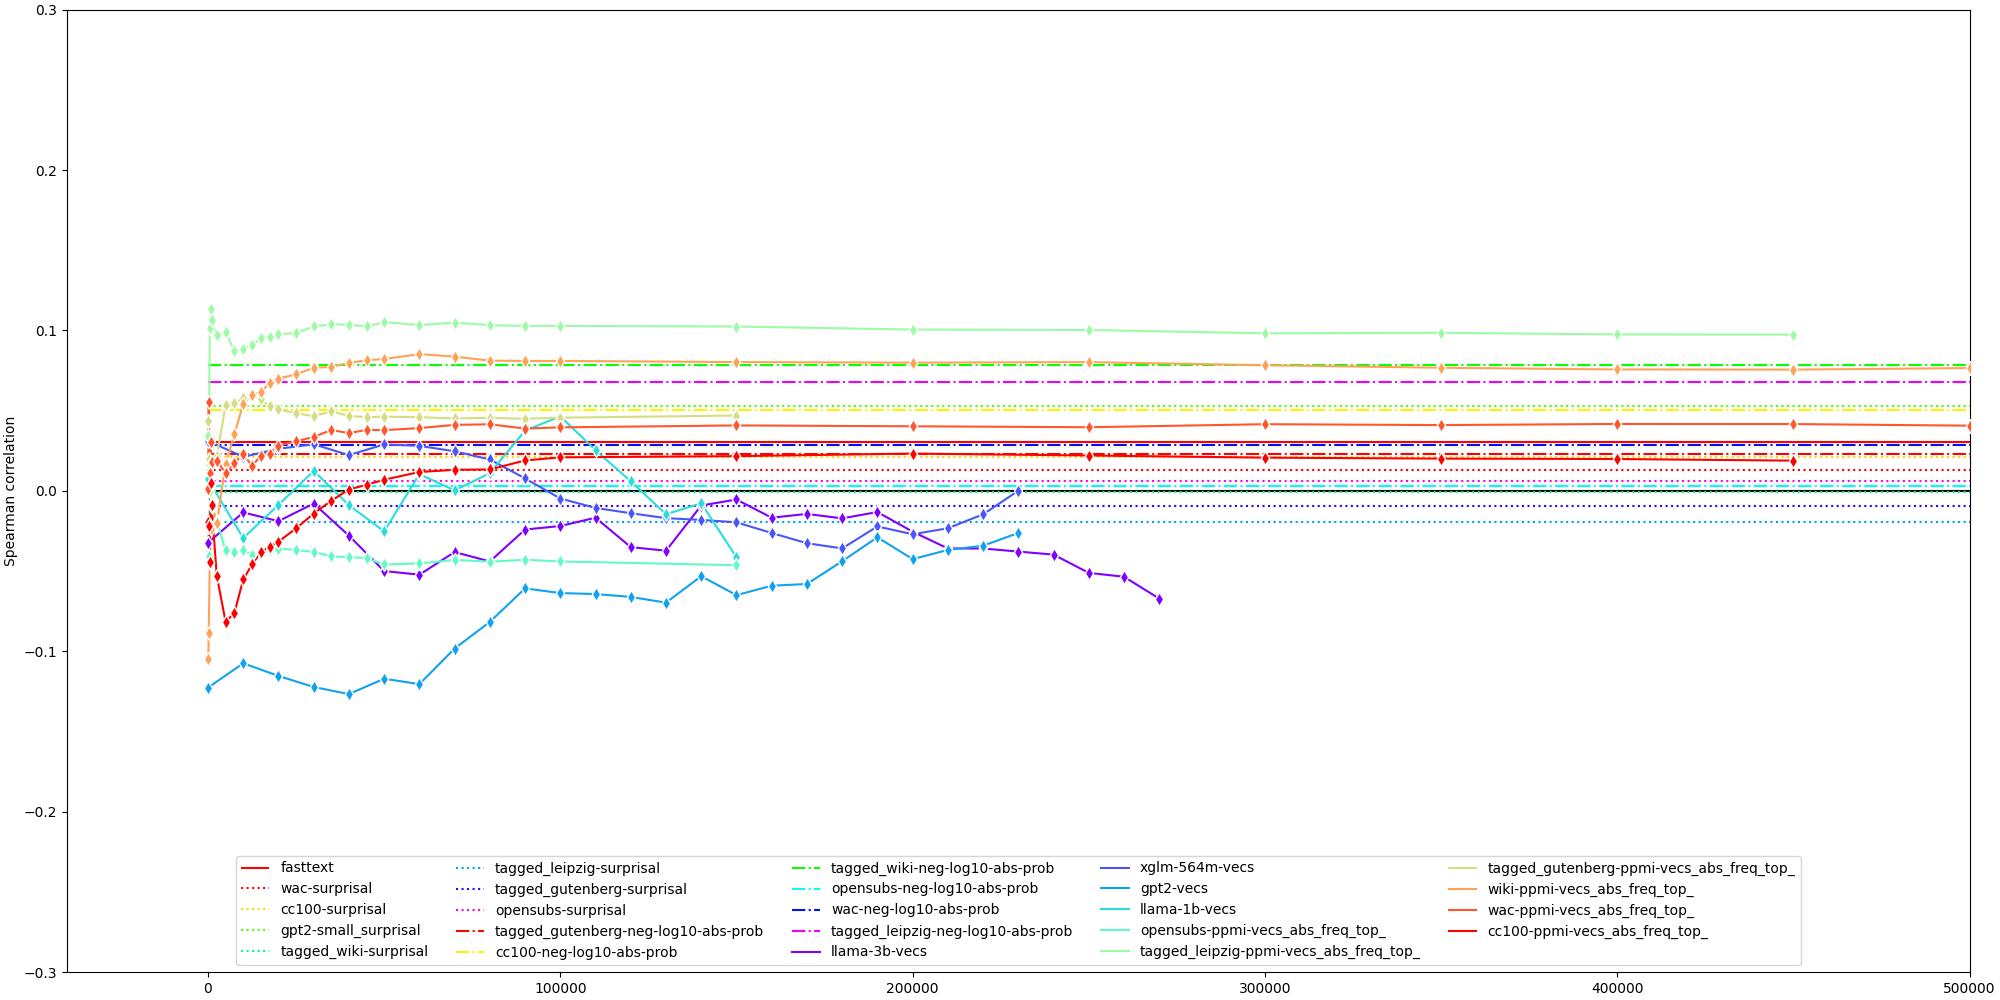 0.3
0.2
0.1
0.0
−0.1
−0.2
−0.3
Spearman correlation
fasttext
wac-surprisal
cc100-surprisal
gpt2-small_surprisal
tagged_wiki-surprisal
tagged_leipzig-surprisal
tagged_gutenberg-surprisal
opensubs-surprisal
tagged_gutenberg-neg-log10-abs-prob
cc100-neg-log10-abs-prob
tagged_wiki-neg-log10-abs-prob
opensubs-neg-log10-abs-prob
wac-neg-log10-abs-prob
tagged_leipzig-neg-log10-abs-prob
llama-3b-vecs
xglm-564m-vecs
gpt2-vecs
llama-1b-vecs
opensubs-ppmi-vecs_abs_freq_top_
tagged_leipzig-ppmi-vecs_abs_freq_top_
tagged_gutenberg-ppmi-vecs_abs_freq_top_
wiki-ppmi-vecs_abs_freq_top_
wac-ppmi-vecs_abs_freq_top_
cc100-ppmi-vecs_abs_freq_top_
0 100000 200000 300000 400000 500000